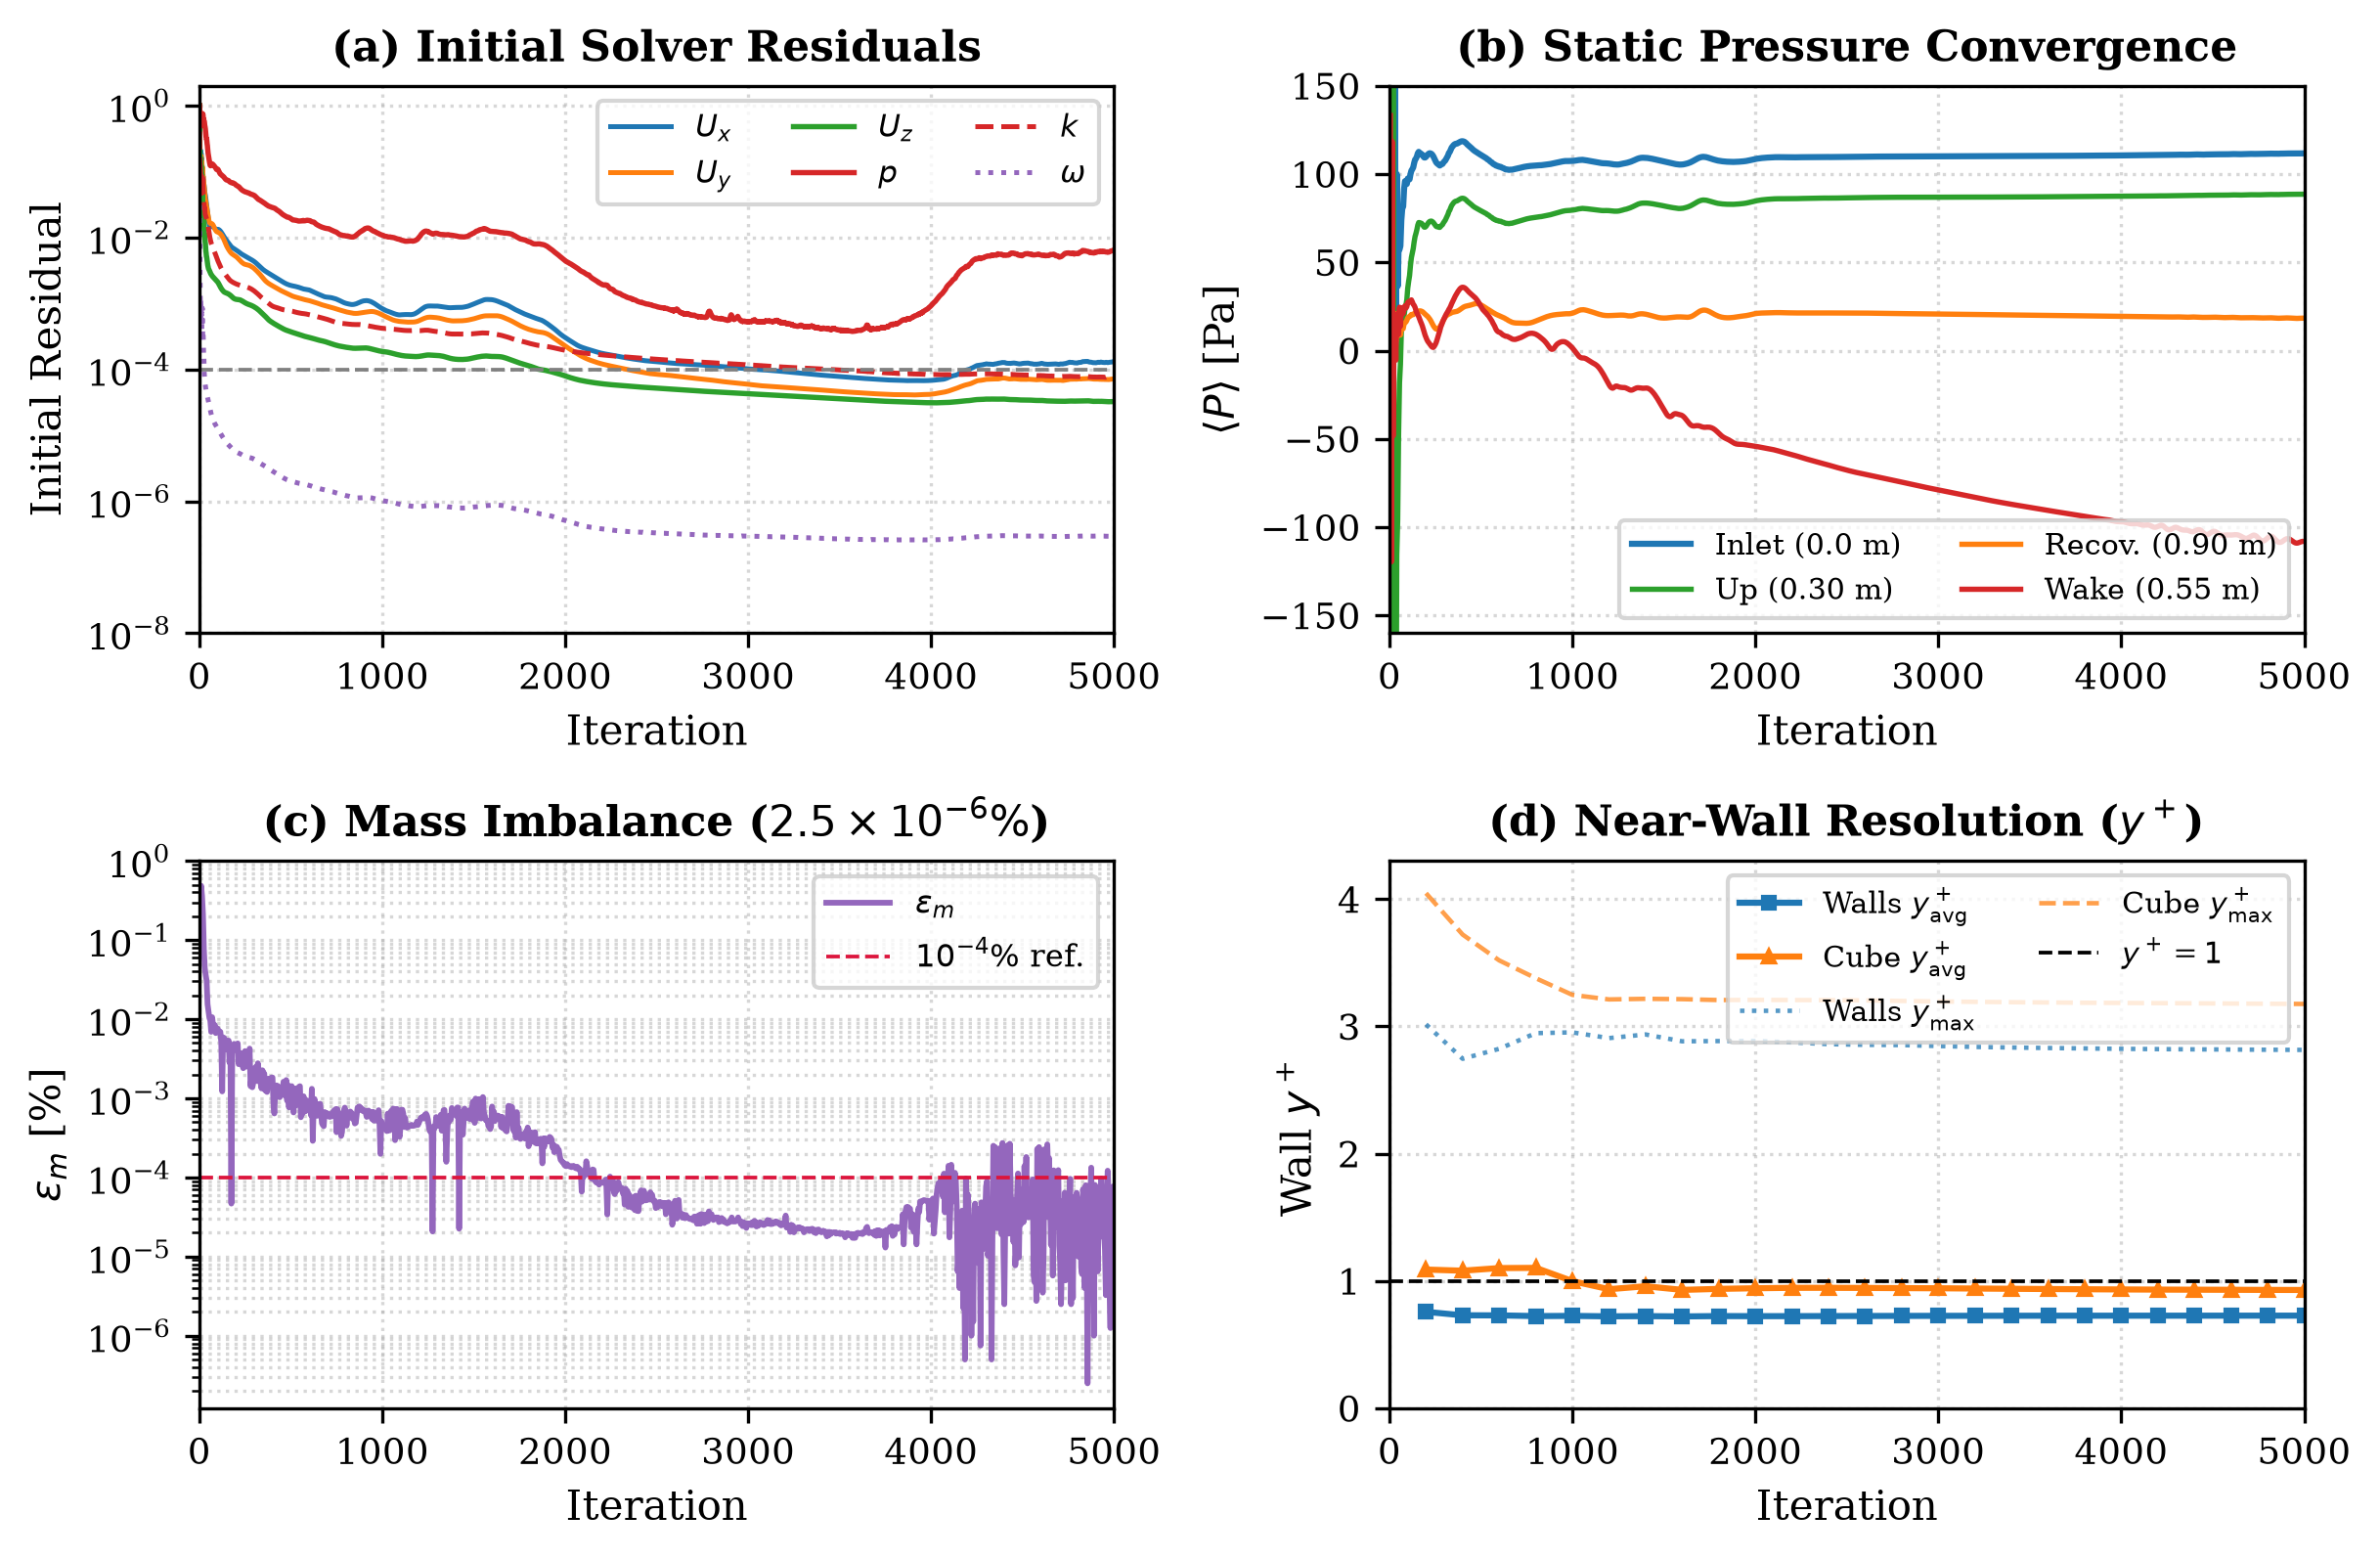 (a) Initial Solver Residuals
10⁰
10⁻²
10⁻⁴
10⁻⁶
10⁻⁸
Initial Residual
U_x U_z k
U_y p ω
0 1000 2000 3000 4000 5000
Iteration
(b) Static Pressure Convergence
150
100
50
0
−50
−100
−150
⟨P⟩ [Pa]
Inlet (0.0 m) Recov. (0.90 m)
Up (0.30 m) Wake (0.55 m)
0 1000 2000 3000 4000 5000
Iteration
(c) Mass Imbalance (2.5 × 10⁻⁶%)
10⁰
10⁻¹
10⁻²
10⁻³
10⁻⁴
10⁻⁵
10⁻⁶
ε_m [%]
ε_m
10⁻⁴% ref.
0 1000 2000 3000 4000 5000
Iteration
(d) Near-Wall Resolution (y⁺)
4
3
2
1
0
Wall y⁺
Walls y⁺_avg Cube y⁺_max
Cube y⁺_avg y⁺ = 1
Walls y⁺_max
0 1000 2000 3000 4000 5000
Iteration